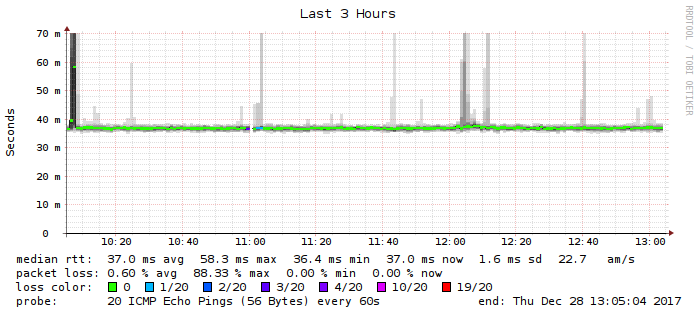 Last 3 Hours
RRDTOOL / TOBI OETIKER
Seconds
70 m
60 m
50 m
40 m
30 m
20 m
10 m
0
10:20 10:40 11:00 11:20 11:40 12:00 12:20 12:40 13:00
median rtt: 37.0 ms avg 58.3 ms max 36.4 ms min 37.0 ms now 1.6 ms sd 22.7 am/s
packet loss: 0.60 % avg 88.33 % max 0.00 % min 0.00 % now
loss color: 0 1/20 2/20 3/20 4/20 10/20 19/20
probe: 20 ICMP Echo Pings (56 Bytes) every 60s end: Thu Dec 28 13:05:04 2017